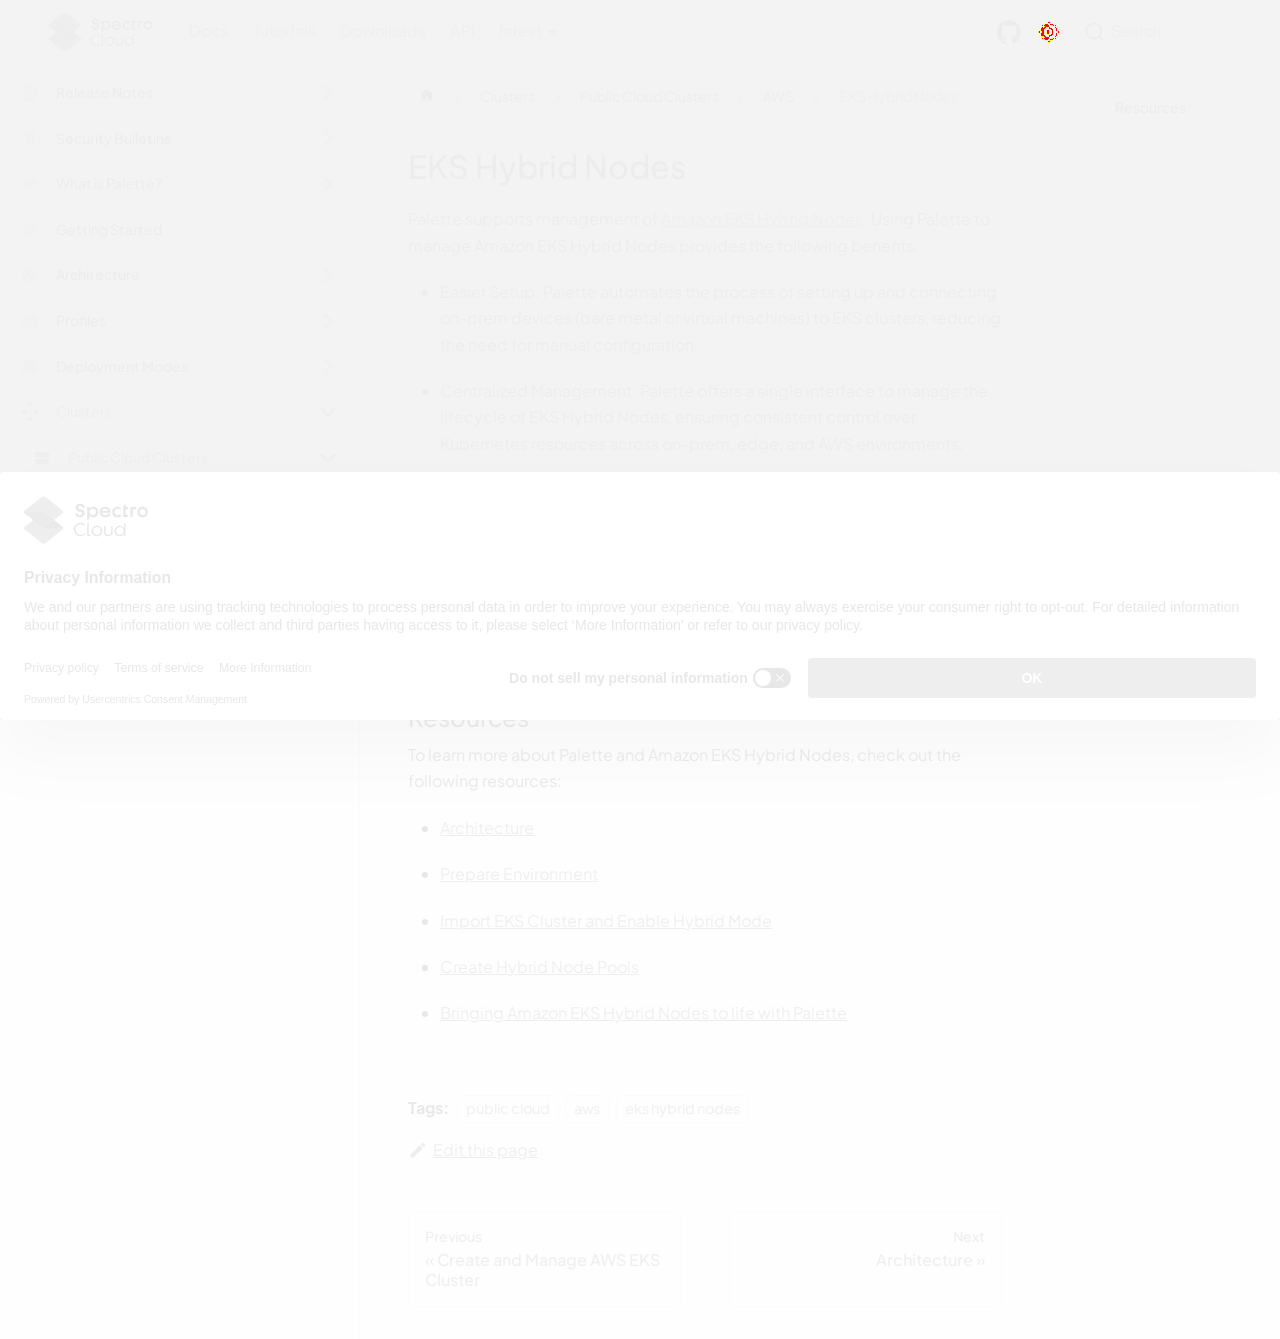 Spectro Cloud
Docs Tutorials Downloads API latest
Search
Release Notes
Security Bulletins
What is Palette?
Getting Started
Architecture
Profiles
Deployment Modes
Clusters
Public Cloud Clusters
Clusters Public Cloud Clusters AWS EKS Hybrid Nodes
Resources
EKS Hybrid Nodes
Palette supports management of Amazon EKS Hybrid Nodes. Using Palette to
manage Amazon EKS Hybrid Nodes provides the following benefits.
Easier Setup: Palette automates the process of setting up and connecting
on-prem devices (bare metal or virtual machines) to EKS clusters, reducing
the need for manual configuration.
Centralized Management: Palette offers a single interface to manage the
lifecycle of EKS Hybrid Nodes, ensuring consistent control over
Kubernetes resources across on-prem, edge, and AWS environments.
Spectro Cloud
Privacy Information
We and our partners are using tracking technologies to process personal data in order to improve your experience. You may always exercise your consumer right to opt-out. For detailed information
about personal information we collect and third parties having access to it, please select 'More Information' or refer to our privacy policy.
Privacy policy Terms of service More Information
Do not sell my personal information
OK
Powered by Usercentrics Consent Management
Resources
To learn more about Palette and Amazon EKS Hybrid Nodes, check out the
following resources:
Architecture
Prepare Environment
Import EKS Cluster and Enable Hybrid Mode
Create Hybrid Node Pools
Bringing Amazon EKS Hybrid Nodes to life with Palette
Tags: public cloud aws eks hybrid nodes
Edit this page
Previous
« Create and Manage AWS EKS
Cluster
Next
Architecture »